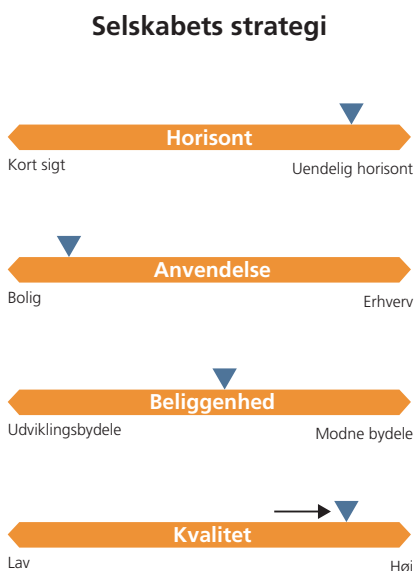 Selskabets strategi
Horisont
Kort sigt
Uendelig horisont
Anvendelse
Bolig
Erhverv
Beliggenhed
Udviklingsbydele
Modne bydele
Kvalitet
Lav
Høj